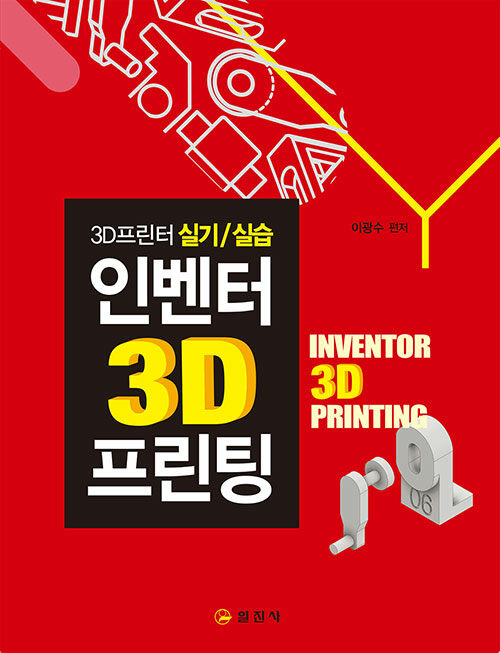 이광수 편저
3D프린터 실기/실습
인벤터
3D
프린팅
INVENTOR
3D
PRINTING
06
일진사